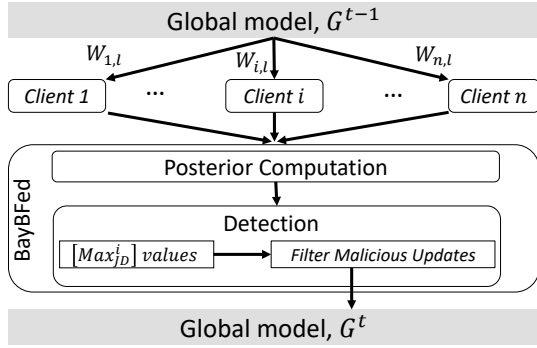 Global model, $G^{t-1}$
$W_{1,l}$ $W_{i,l}$ $W_{n,l}$
Client 1 ... Client i ... Client n
BayBFed
Posterior Computation
Detection
$[Max^{i}_{jD}]$ values Filter Malicious Updates
Global model, $G^{t}$